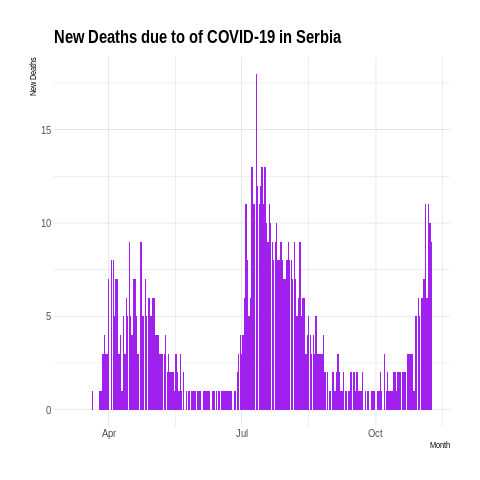 New Deaths due to of COVID-19 in Serbia
New Deaths
15
10
5
0
Apr
Jul
Oct
Month